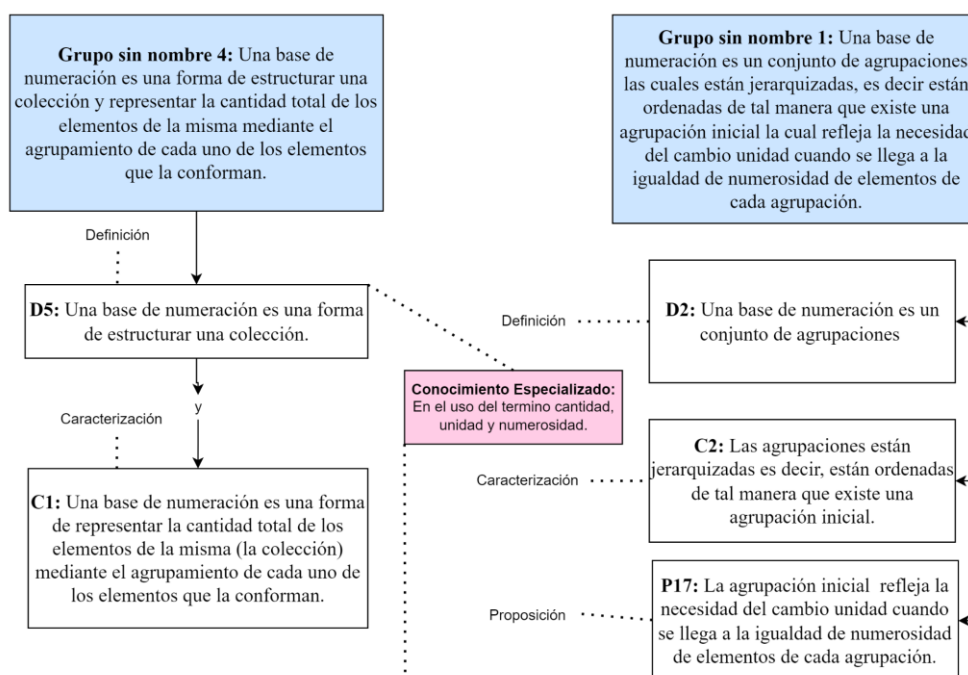 Grupo sin nombre 4: Una base de
numeración es una forma de estructurar una
colección y representar la cantidad total de los
elementos de la misma mediante el
agrupamiento de cada uno de los elementos
que la conforman.
Definición
D5: Una base de numeración es una forma
de estructurar una colección.
y
Caracterización
C1: Una base de numeración es una forma
de representar la cantidad total de los
elementos de la misma (la colección)
mediante el agrupamiento de cada uno de
los elementos que la conforman.
Conocimiento Especializado:
En el uso del termino cantidad,
unidad y numerosidad.
Grupo sin nombre 1: Una base de
numeración es un conjunto de agrupaciones
las cuales están jerarquizadas, es decir están
ordenadas de tal manera que existe una
agrupación inicial la cual refleja la necesidad
del cambio unidad cuando se llega a la
igualdad de numerosidad de elementos de
cada agrupación.
Definición
D2: Una base de numeración es un
conjunto de agrupaciones
Caracterización
C2: Las agrupaciones están
jerarquizadas es decir, están ordenadas
de tal manera que existe una
agrupación inicial.
Proposición
P17: La agrupación inicial refleja la
necesidad del cambio unidad cuando
se llega a la igualdad de numerosidad
de elementos de cada agrupación.